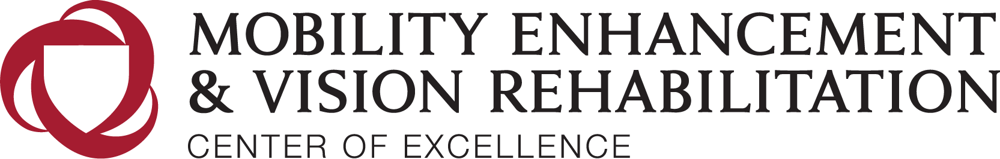 MOBILITY ENHANCEMENT
& VISION REHABILITATION
CENTER OF EXCELLENCE